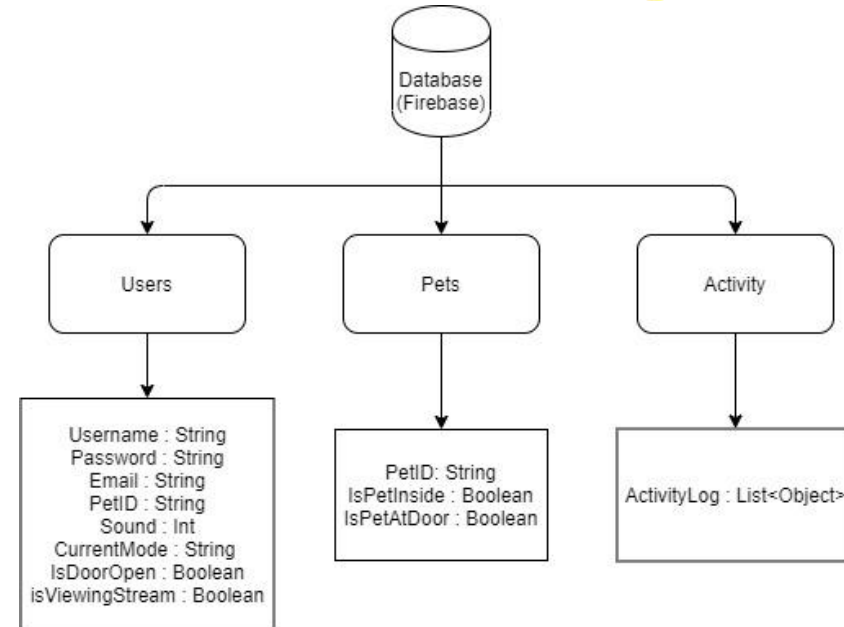 Database
(Firebase)
Users
Pets
Activity
Username : String
Password : String
Email : String
PetID : String
Sound : Int
CurrentMode : String
IsDoorOpen : Boolean
isViewingStream : Boolean
PetID: String
IsPetInside : Boolean
IsPetAtDoor : Boolean
ActivityLog : List<Object>